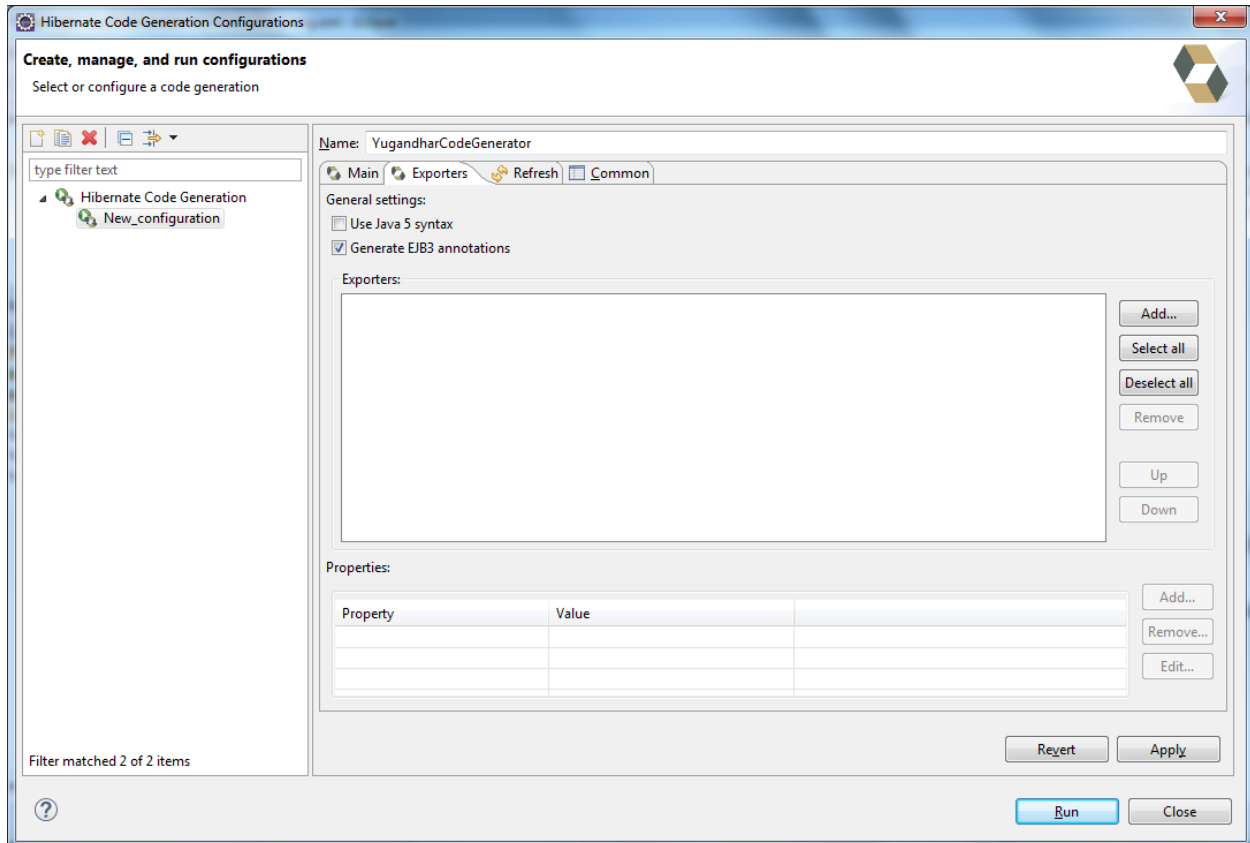 Hibernate Code Generation Configurations
Create, manage, and run configurations
Select or configure a code generation
type filter text
Hibernate Code Generation
New_configuration
Filter matched 2 of 2 items
Name: YugandharCodeGenerator
Main Exporters Refresh Common
General settings:
Use Java 5 syntax
Generate EJB3 annotations
Exporters:
Add...
Select all
Deselect all
Remove
Up
Down
Properties:
Property Value
Add...
Remove...
Edit...
Revert Apply
Run Close